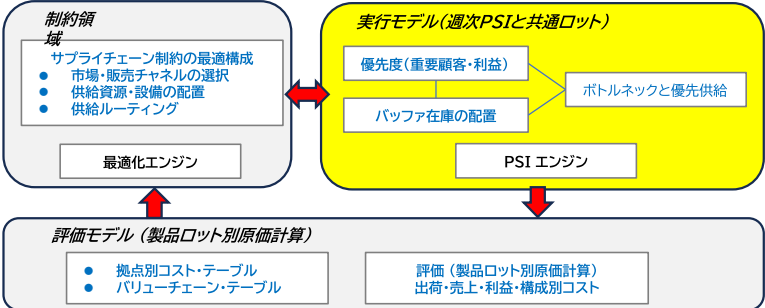 制約領
域
サプライチェーン制約の最適構成
● 市場・販売チャネルの選択
● 供給資源・設備の配置
● 供給ルーティング
最適化エンジン
実行モデル(週次PSIと共通ロット)
優先度(重要顧客・利益)
バッファ在庫の配置
ボトルネックと優先供給
PSI エンジン
評価モデル (製品ロット別原価計算)
● 拠点別コスト・テーブル
● バリューチェーン・テーブル
評価 (製品ロット別原価計算)
出荷・売上・利益・構成別コスト